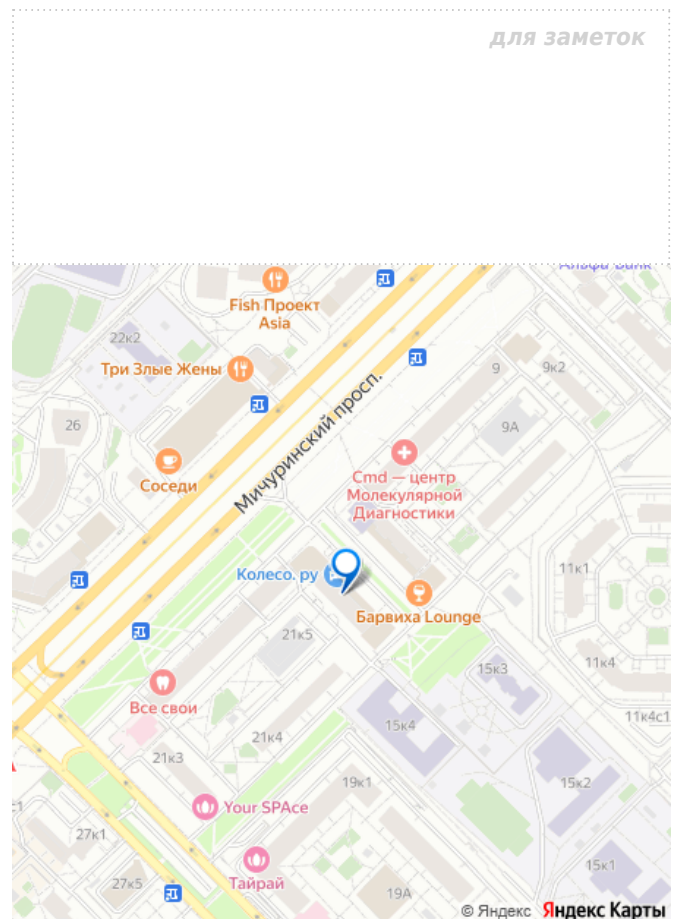 для заметок
Альфа-Банк
Fish Проект
Asia
22к2
Три Злые Жены
9
9к2
26
9А
Мичуринский просп.
Соседи
Cmd — центр
Молекулярной
Диагностики
Колесо. ру
11к1
Барвиха Lounge
21к5
15к3
11к4
Все свои
15к4
11к4с1
21к4
21к3
19к1
15к2
Your SPAce
27к1
15к1
Тайрай
27к5
19А
© Яндекс Яндекс Карты